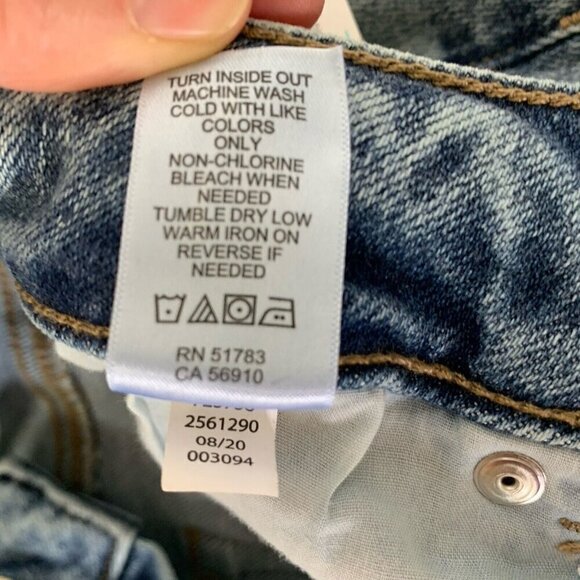 TURN INSIDE OUT
MACHINE WASH
COLD WITH LIKE
COLORS
ONLY
NON-CHLORINE
BLEACH WHEN
NEEDED
TUMBLE DRY LOW
WARM IRON ON
REVERSE IF
NEEDED
RN 51783
CA 56910
2561290
08/20
003094